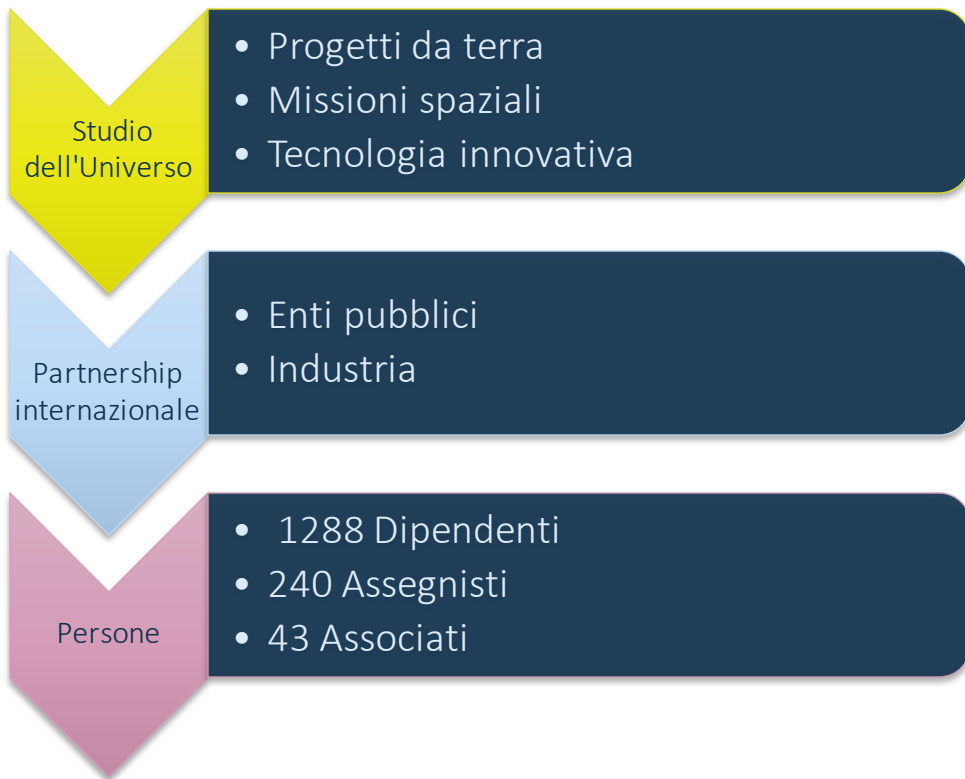 Studio
dell'Universo
• Progetti da terra
• Missioni spaziali
• Tecnologia innovativa
Partnership
internazionale
• Enti pubblici
• Industria
Persone
• 1288 Dipendenti
• 240 Assegnisti
• 43 Associati